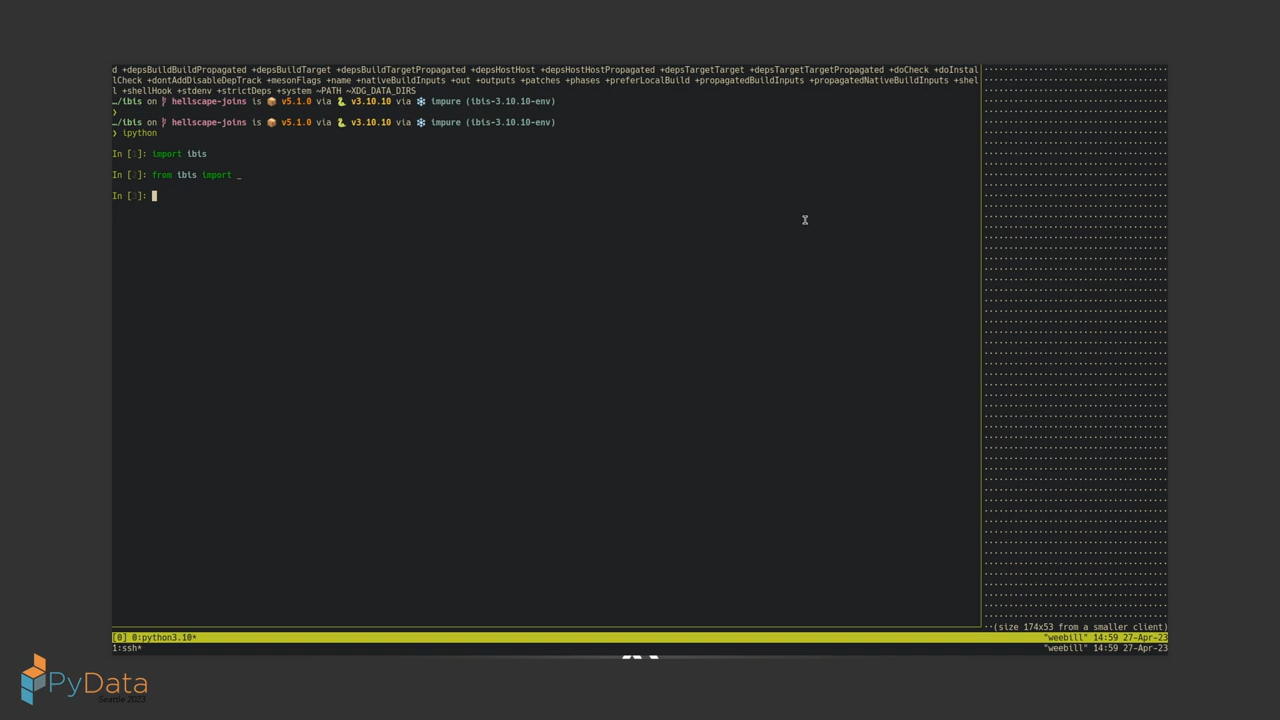 d +depsBuildBuildPropagated +depsBuildTarget +depsBuildTargetPropagated +depsHostHost +depsHostHostPropagated +depsTargetTarget +depsTargetTargetPropagated +doCheck +doInstal
lCheck +dontAddDisableDepTrack +mesonFlags +name +nativeBuildInputs +out +outputs +patches +phases +preferLocalBuild +propagatedBuildInputs +propagatedNativeBuildInputs +shel
l +shellHook +stdenv +strictDeps +system ~PATH ~XDG_DATA_DIRS
…/ibis on hellscape-joins is 📦 v5.1.0 via 🐍 v3.10.10 via ❄️ impure (ibis-3.10.10-env)
❯
…/ibis on hellscape-joins is 📦 v5.1.0 via 🐍 v3.10.10 via ❄️ impure (ibis-3.10.10-env)
❯ ipython
In [1]: import ibis
In [2]: from ibis import _
In [3]:
(size 174x53 from a smaller client)
[0] 0:python3.10* "weebill" 14:59 27-Apr-23
1:ssh* "weebill" 14:59 27-Apr-23
PyData
Seattle 2023